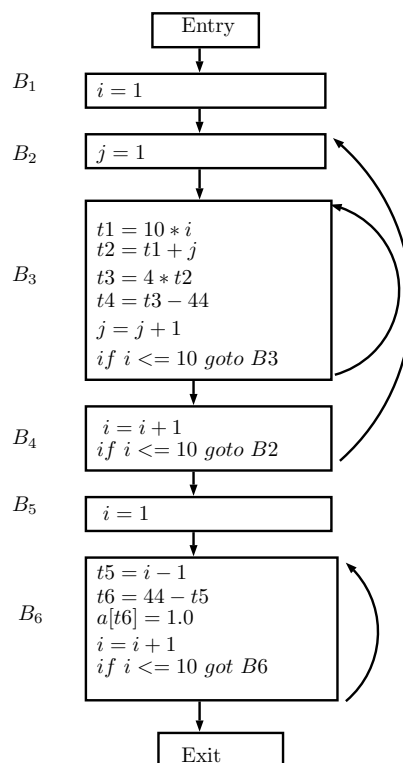 Entry
B1
i = 1
B2
j = 1
B3
t1 = 10 ∗ i
t2 = t1 + j
t3 = 4 ∗ t2
t4 = t3 − 44
j = j + 1
if i <= 10 goto B3
B4
i = i + 1
if i <= 10 goto B2
B5
i = 1
B6
t5 = i − 1
t6 = 44 − t5
a[t6] = 1.0
i = i + 1
if i <= 10 got B6
Exit